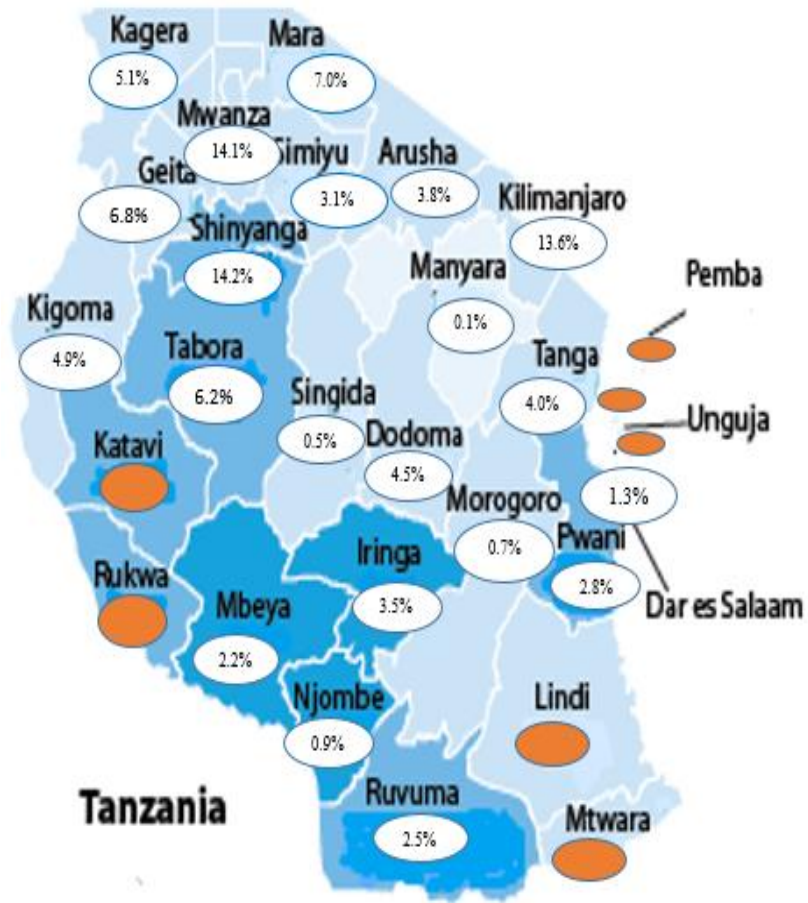 Kagera
5.1%
Mara
7.0%
Mwanza
14.1%
Simiyu
3.1%
Arusha
3.8%
Geita
6.8%
Kilimanjaro
13.6%
Shinyanga
14.2%
Manyara
0.1%
Pemba
Kigoma
4.9%
Tabora
6.2%
Tanga
4.0%
Singida
0.5%
Dodoma
4.5%
Unguja
Katavi
Morogoro
0.7%
1.3%
Dar es Salaam
Pwani
2.8%
Iringa
3.5%
Rukwa
Mbeya
2.2%
Njombe
0.9%
Lindi
Ruvuma
2.5%
Mtwara
Tanzania